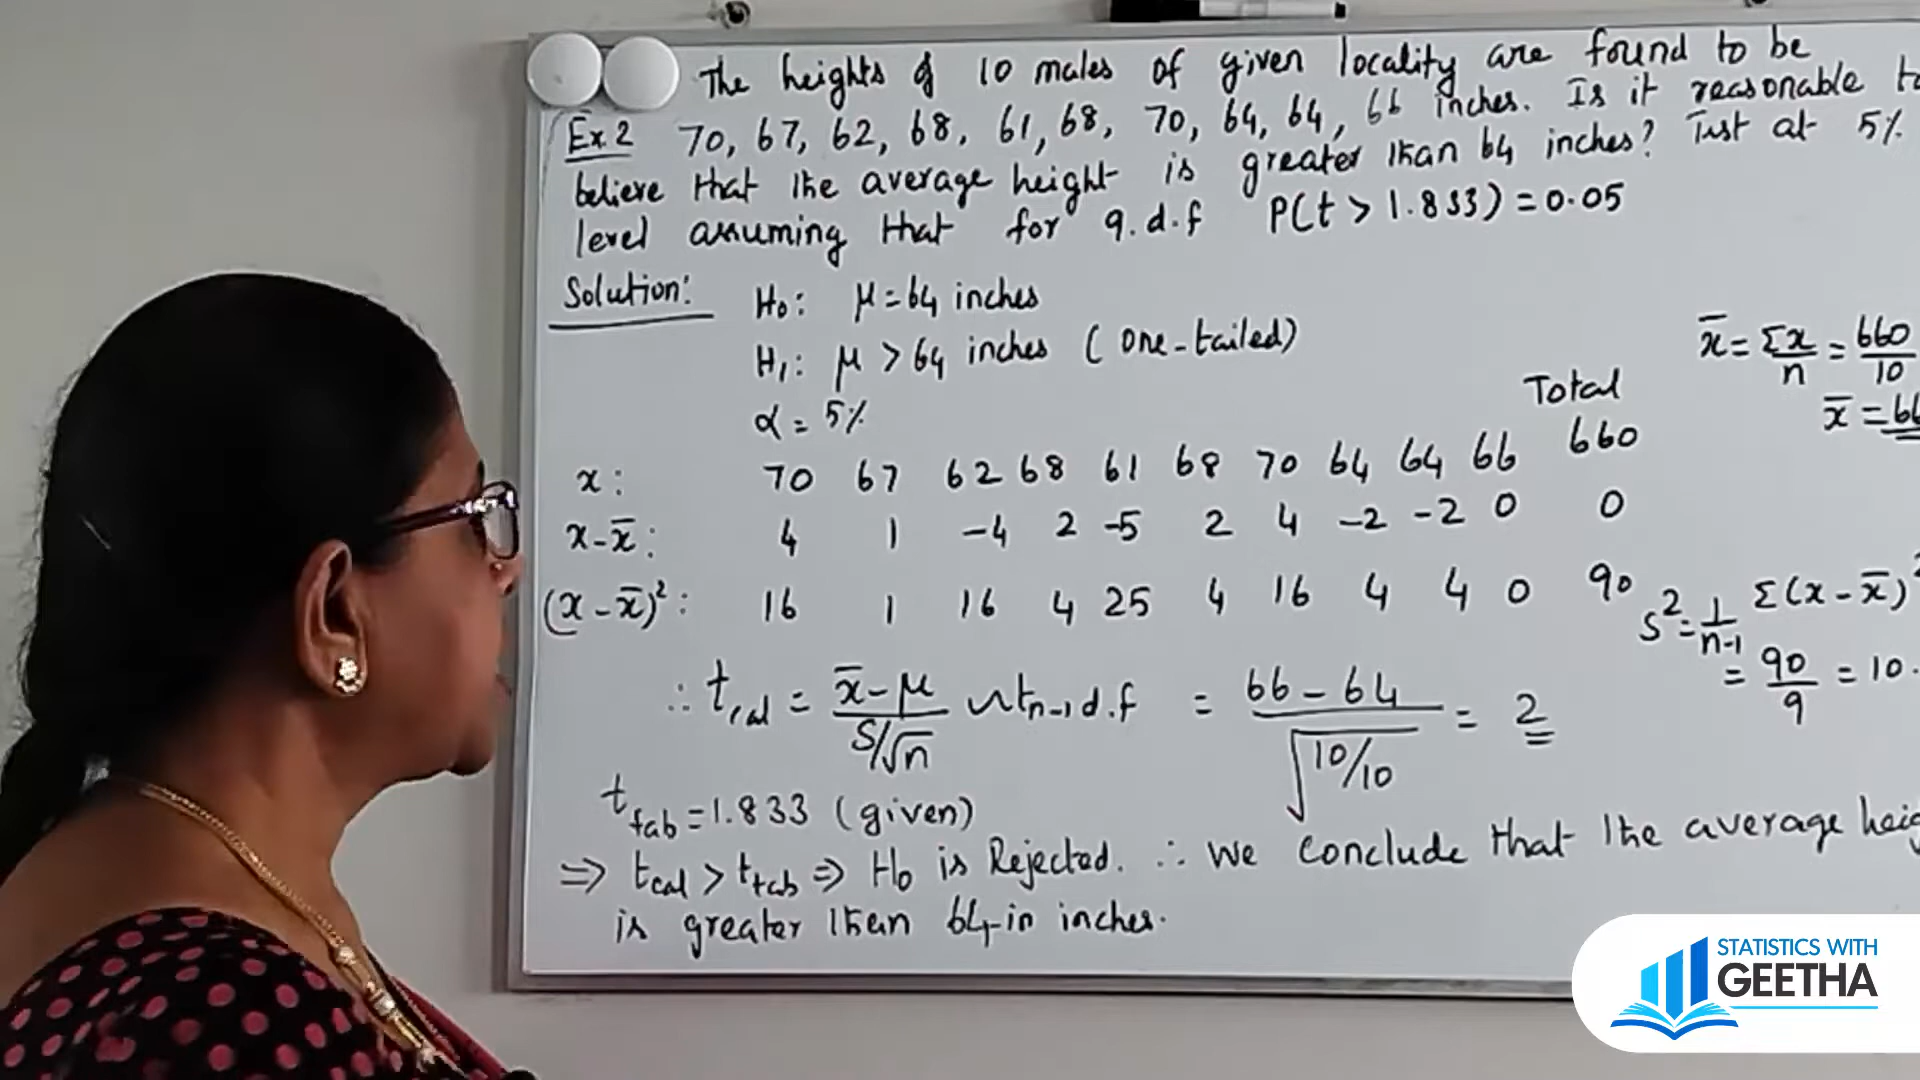 The heights of 10 males of given locality are found to be
Ex 2 70, 67, 62, 68, 61, 68, 70, 64, 64, 66 inches. Is it reasonable to
believe that the average height is greater than 64 inches? Test at 5%
level assuming that for 9.d.f P(t > 1.833) = 0.05
Solution: H₀: μ = 64 inches
H₁: μ > 64 inches (one-tailed)
α = 5%
x̄ = Σx/n = 660/10
x̄ = 66
Total
x: 70 67 62 68 61 68 70 64 64 66 660
x-x̄: 4 1 -4 2 -5 2 4 -2 -2 0 0
(x-x̄)²: 16 1 16 4 25 4 16 4 4 0 90
S² = 1/n-1 Σ(x-x̄)²
= 90/9 = 10.
∴ t cal = x̄-μ / S/√n ~ t n-1 d.f = 66-64 / √10/10 = 2
t tab = 1.833 (given)
⇒ t cal > t tab ⇒ H₀ is Rejected. ∴ We conclude that the average heig
is greater than 64 in inches.
STATISTICS WITH
GEETHA